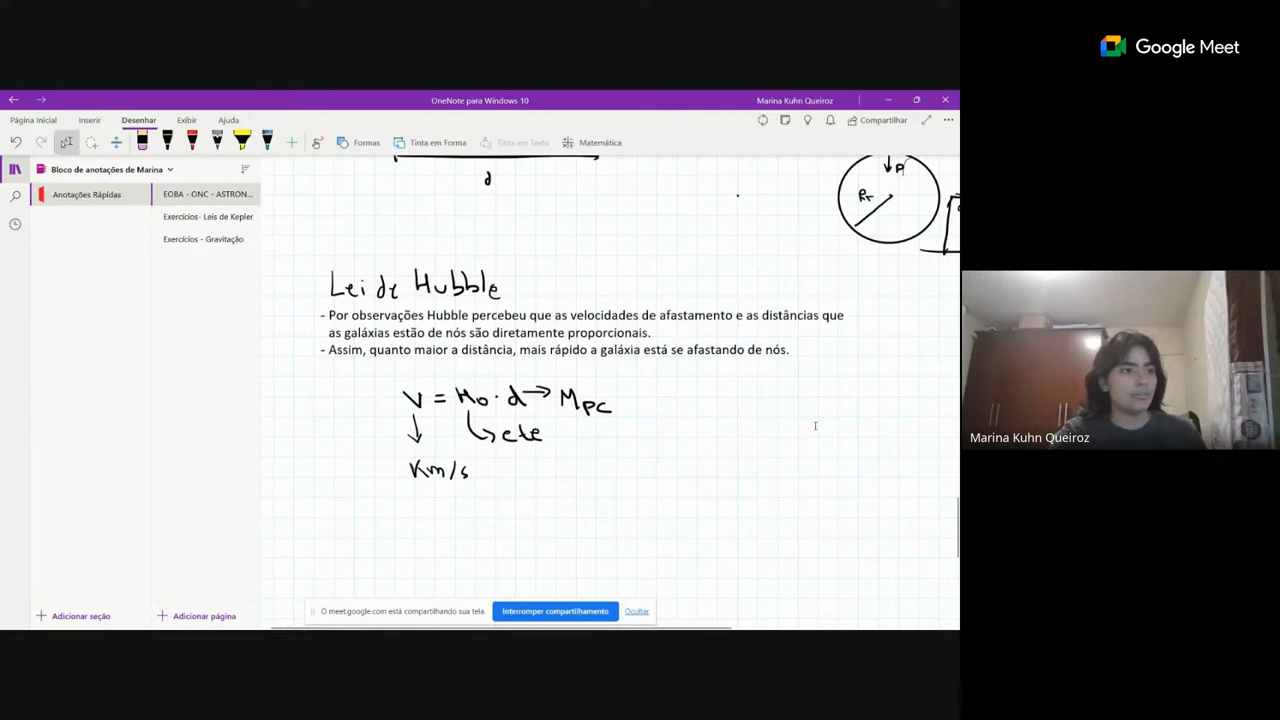 Google Meet
OneNote para Windows 10
Marina Kuhn Queiroz
Página Inicial
Inserir
Desenhar
Exibir
Ajuda
Compartilhar
Formas
Tinta em Forma
Tinta em Texto
Matemática
Bloco de anotações de Marina
Anotações Rápidas
EOBA - ONC - ASTRON...
Exercícios- Leis de Kepler
Exercícios - Gravitação
d
P
RT
Lei de Hubble
- Por observações Hubble percebeu que as velocidades de afastamento e as distâncias que
as galáxias estão de nós são diretamente proporcionais.
- Assim, quanto maior a distância, mais rápido a galáxia está se afastando de nós.
V = H0 · d → Mpc
↓ ↳ cte
Km/s
Marina Kuhn Queiroz
O meet.google.com está compartilhando sua tela.
Interromper compartilhamento
Ocultar
Adicionar seção
Adicionar página